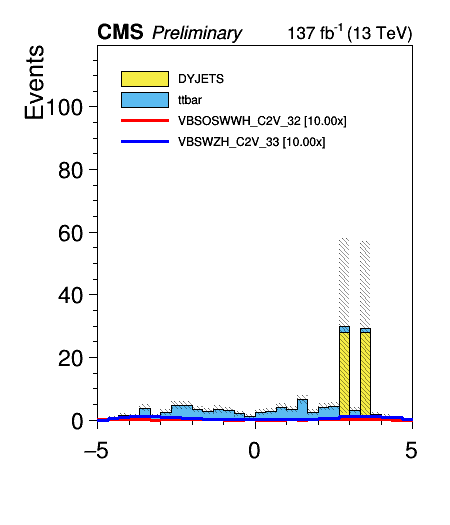 CMS Preliminary 137 fb⁻¹ (13 TeV)
Events
DYJETS
ttbar
VBSOSWWH_C2V_32 [10.00x]
VBSWZH_C2V_33 [10.00x]
100
80
60
40
20
0
−5 0 5